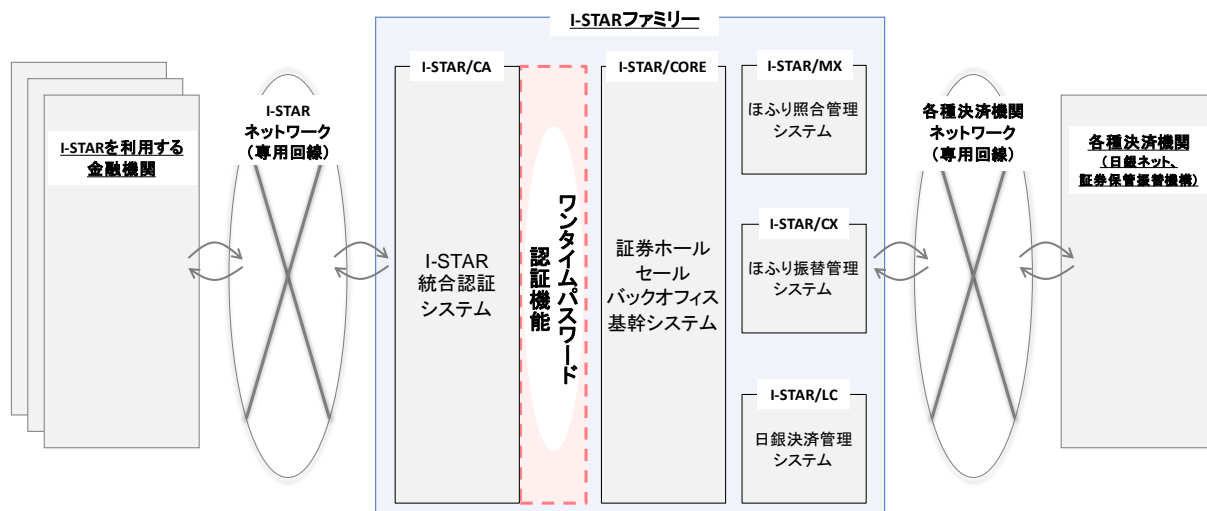 I-STARファミリー
I-STARを利用する
金融機関
I-STAR
ネットワーク
（専用回線）
I-STAR/CA
I-STAR
統合認証
システム
ワンタイムパスワード
認証機能
I-STAR/CORE
証券ホール
セール
バックオフィス
基幹システム
I-STAR/MX
ほふり照合管理
システム
I-STAR/CX
ほふり振替管理
システム
I-STAR/LC
日銀決済管理
システム
各種決済機関
ネットワーク
（専用回線）
各種決済機関
（日銀ネット、
証券保管振替機構）